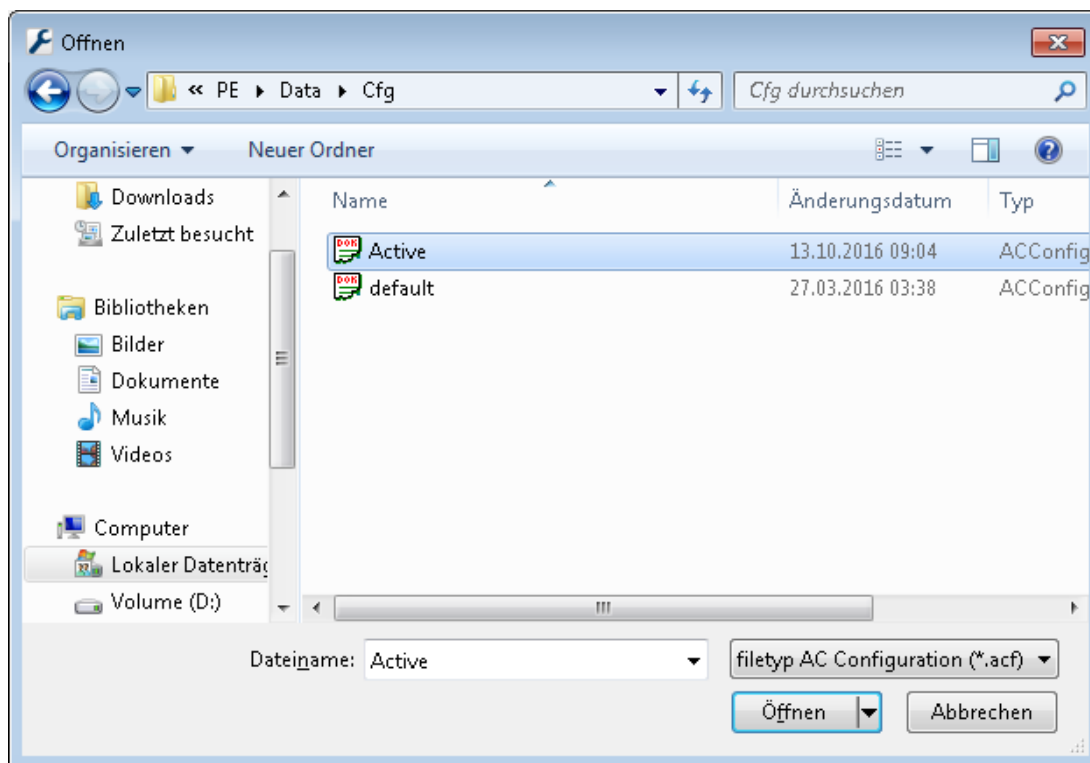 Öffnen
« PE ▸ Data ▸ Cfg
Cfg durchsuchen
Organisieren
Neuer Ordner
Downloads
Zuletzt besucht
Bibliotheken
Bilder
Dokumente
Musik
Videos
Computer
Lokaler Datenträg
Volume (D:)
Name Änderungsdatum Typ
DOK Active 13.10.2016 09:04 ACConfig
DOK default 27.03.2016 03:38 ACConfig
Dateiname: Active filetyp AC Configuration (*.acf)
Öffnen Abbrechen